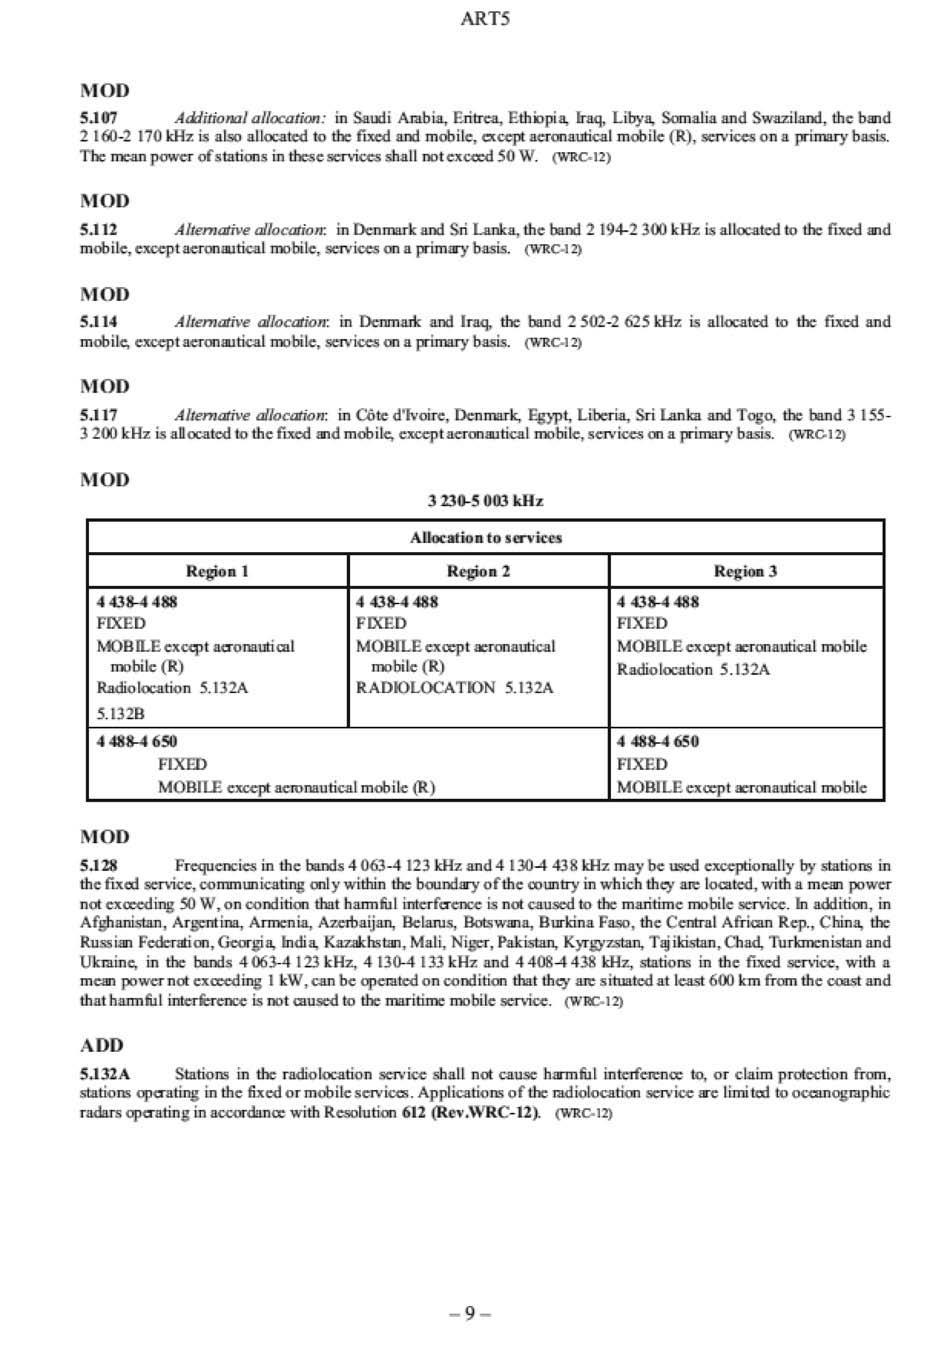 ART5
MOD
5.107 Additional allocation: in Saudi Arabia, Eritrea, Ethiopia, Iraq, Libya, Somalia and Swaziland, the band
2 160-2 170 kHz is also allocated to the fixed and mobile, except aeronautical mobile (R), services on a primary basis.
The mean power of stations in these services shall not exceed 50 W. (WRC-12)
MOD
5.112 Alternative allocation: in Denmark and Sri Lanka, the band 2 194-2 300 kHz is allocated to the fixed and
mobile, except aeronautical mobile, services on a primary basis. (WRC-12)
MOD
5.114 Alternative allocation: in Denmark and Iraq, the band 2 502-2 625 kHz is allocated to the fixed and
mobile, except aeronautical mobile, services on a primary basis. (WRC-12)
MOD
5.117 Alternative allocation: in Côte d'Ivoire, Denmark, Egypt, Liberia, Sri Lanka and Togo, the band 3 155-
3 200 kHz is allocated to the fixed and mobile, except aeronautical mobile, services on a primary basis. (WRC-12)
MOD
3 230-5 003 kHz
Allocation to services
Region 1 Region 2 Region 3
4 438-4 488
FIXED
MOBILE except aeronautical
mobile (R)
Radiolocation 5.132A
5.132B
4 438-4 488
FIXED
MOBILE except aeronautical
mobile (R)
RADIOLOCATION 5.132A
4 438-4 488
FIXED
MOBILE except aeronautical mobile
Radiolocation 5.132A
4 488-4 650
FIXED
MOBILE except aeronautical mobile (R)
4 488-4 650
FIXED
MOBILE except aeronautical mobile
MOD
5.128 Frequencies in the bands 4 063-4 123 kHz and 4 130-4 438 kHz may be used exceptionally by stations in
the fixed service, communicating only within the boundary of the country in which they are located, with a mean power
not exceeding 50 W, on condition that harmful interference is not caused to the maritime mobile service. In addition, in
Afghanistan, Argentina, Armenia, Azerbaijan, Belarus, Botswana, Burkina Faso, the Central African Rep., China, the
Russian Federation, Georgia, India, Kazakhstan, Mali, Niger, Pakistan, Kyrgyzstan, Tajikistan, Chad, Turkmenistan and
Ukraine, in the bands 4 063-4 123 kHz, 4 130-4 133 kHz and 4 408-4 438 kHz, stations in the fixed service, with a
mean power not exceeding 1 kW, can be operated on condition that they are situated at least 600 km from the coast and
that harmful interference is not caused to the maritime mobile service. (WRC-12)
ADD
5.132A Stations in the radiolocation service shall not cause harmful interference to, or claim protection from,
stations operating in the fixed or mobile services. Applications of the radiolocation service are limited to oceanographic
radars operating in accordance with Resolution 612 (Rev.WRC-12). (WRC-12)
– 9 –